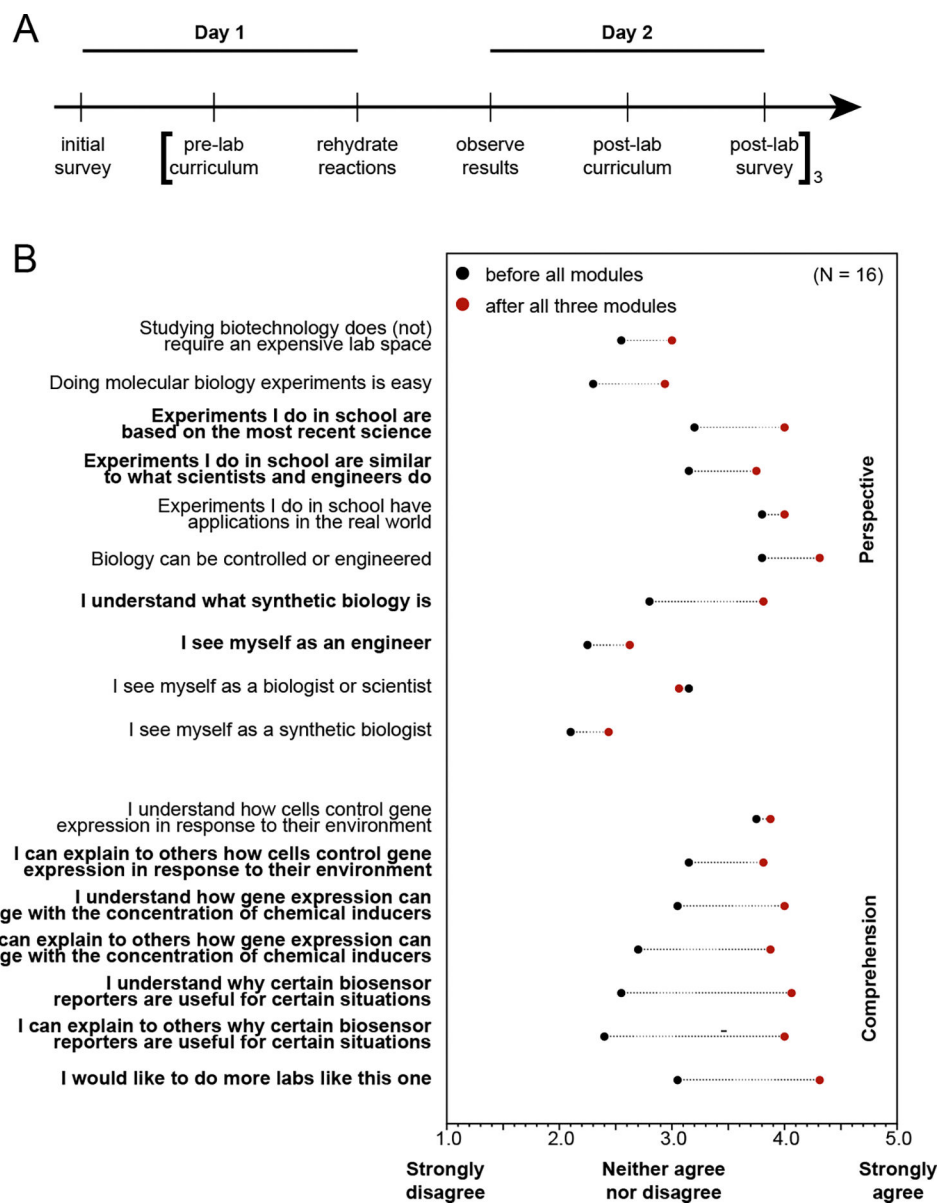 A
Day 1
Day 2
initial
survey
[ pre-lab
curriculum
rehydrate
reactions
observe
results
post-lab
curriculum
post-lab
survey ]3
B
before all modules
(N = 16)
after all three modules
Studying biotechnology does (not)
require an expensive lab space
Doing molecular biology experiments is easy
Experiments I do in school are
based on the most recent science
Experiments I do in school are similar
to what scientists and engineers do
Experiments I do in school have
applications in the real world
Biology can be controlled or engineered
I understand what synthetic biology is
I see myself as an engineer
I see myself as a biologist or scientist
I see myself as a synthetic biologist
Perspective
I understand how cells control gene
expression in response to their environment
I can explain to others how cells control gene
expression in response to their environment
I understand how gene expression can
ge with the concentration of chemical inducers
can explain to others how gene expression can
ge with the concentration of chemical inducers
I understand why certain biosensor
reporters are useful for certain situations
I can explain to others why certain biosensor
reporters are useful for certain situations
I would like to do more labs like this one
Comprehension
1.0 2.0 3.0 4.0 5.0
Strongly
disagree
Neither agree
nor disagree
Strongly
agree